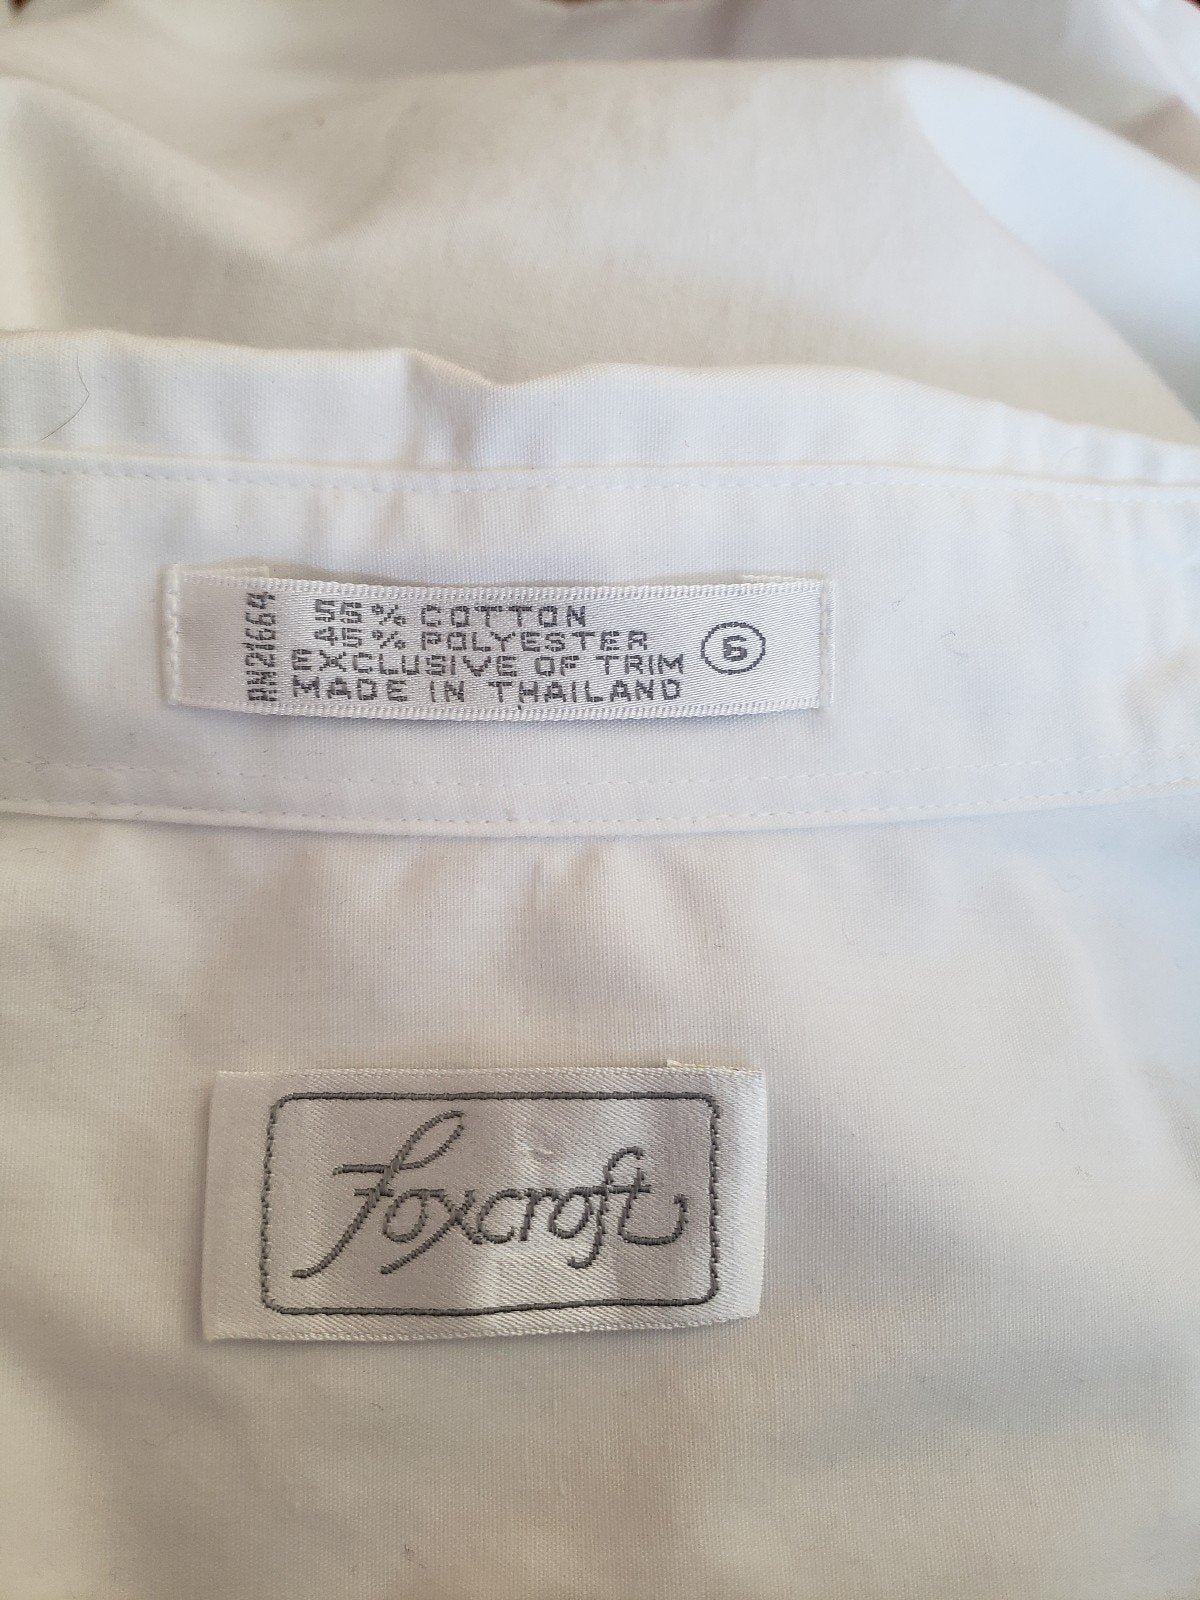 RN21664
55% COTTON
45% POLYESTER
EXCLUSIVE OF TRIM
MADE IN THAILAND
6
foxcroft